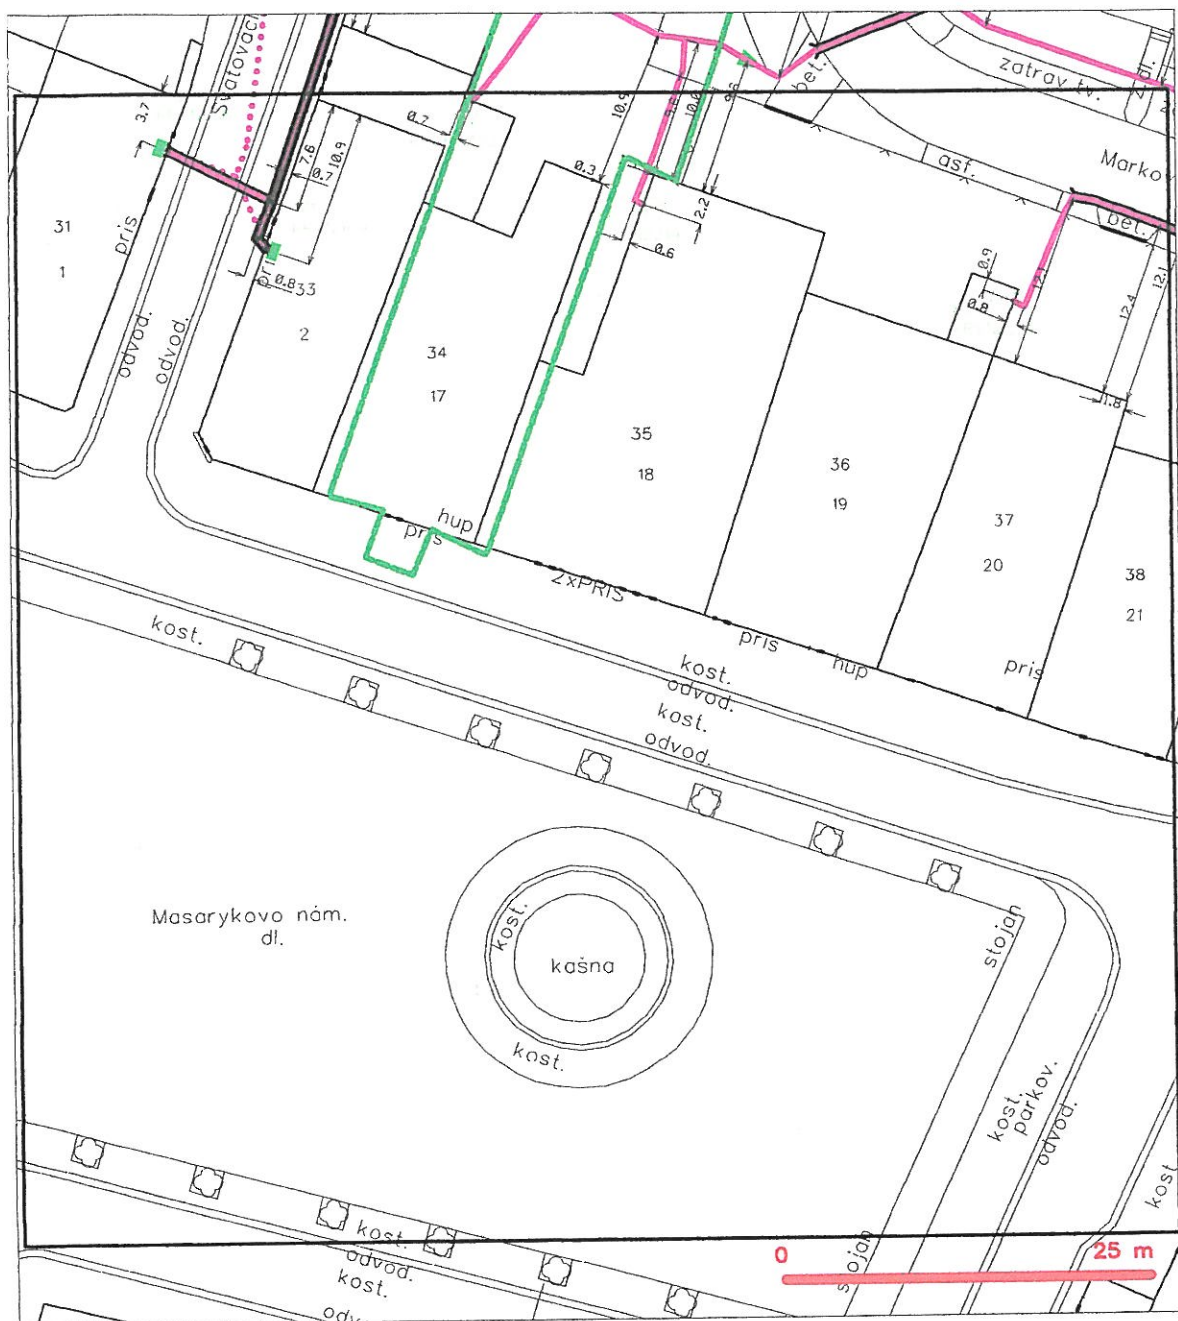 Svatovácl
zatrav tv.
bet.
asf.
Markov
bet.
3.7
7.6
0.7
10.9
0.7
10.9
10.0
0.3
2.2
0.6
0.9
0.8
12.1
12.4
12.1
1.8
0.8
31
1
pris
odvod.
odvod.
33
2
34
17
35
18
36
19
37
20
38
21
hup
pris
2xPRIS
pris
hup
pris
kost.
kost.
odvod.
kost.
odvod.
Masarykovo nám.
dl.
kost.
kašna
kost.
stojan
kost.
parkov.
odvod.
kost
stojan
kost.
odvod.
kost.
0
25 m